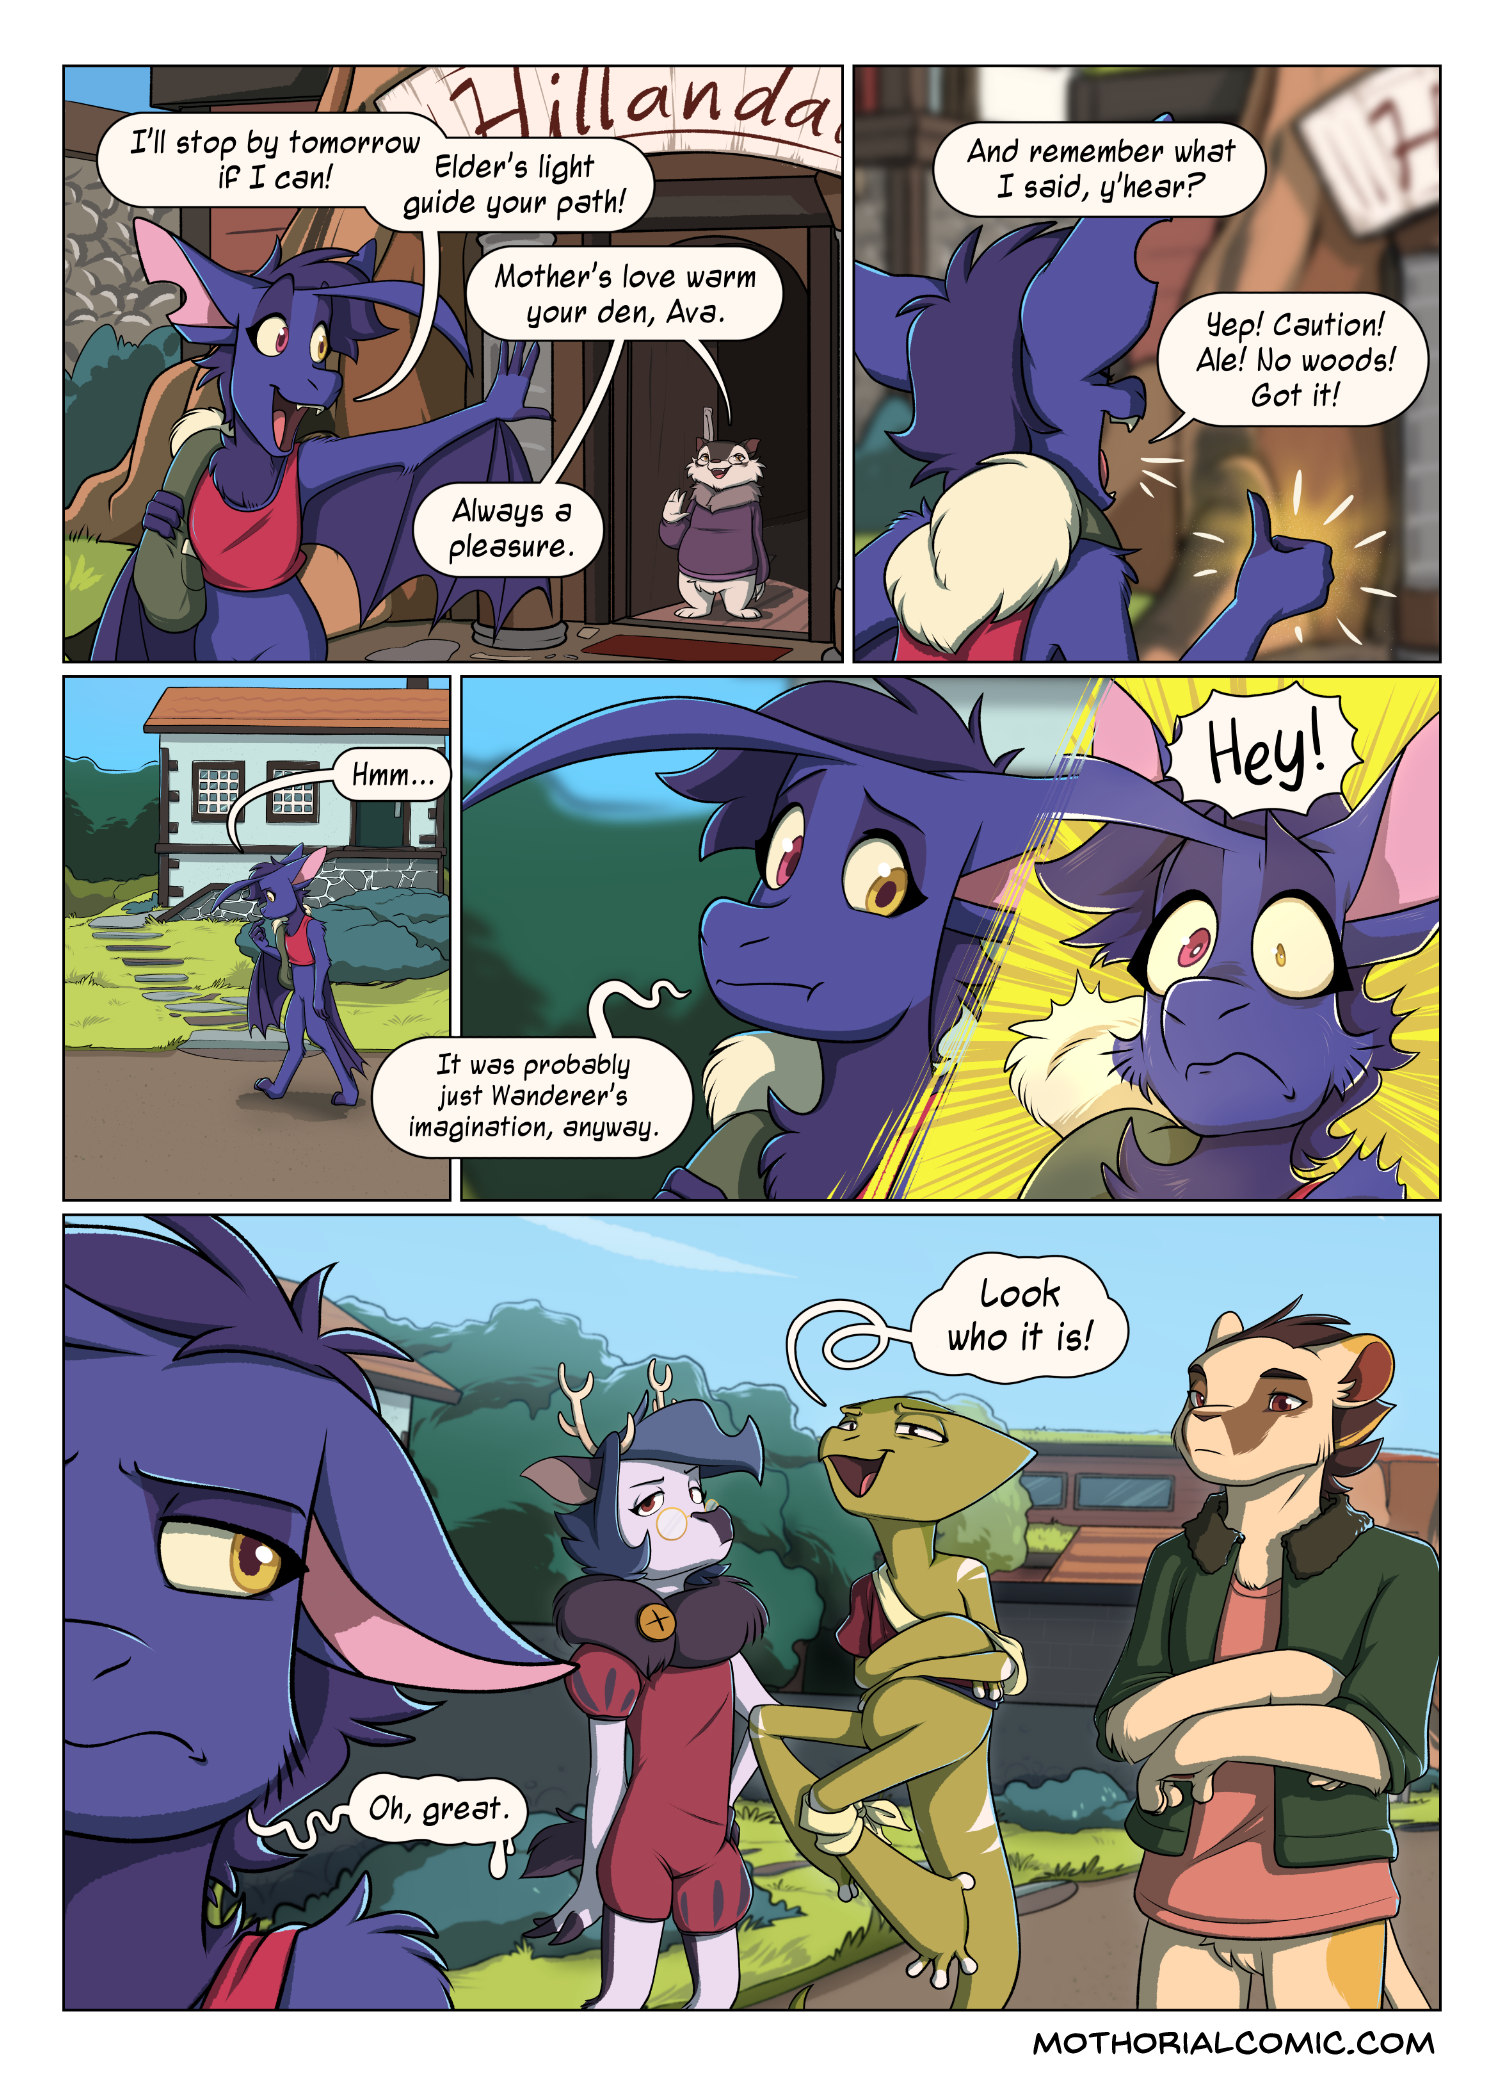 Hillanda
I'll stop by tomorrow
if I can!
Elder's light
guide your path!
Mother's love warm
your den, Ava.
Always a
pleasure.
And remember what
I said, y'hear?
Yep! Caution!
Ale! No woods!
Got it!
Hmm...
It was probably
just Wanderer's
imagination, anyway.
Hey!
Look
who it is!
Oh, great.
MOTHORIALCOMIC.COM